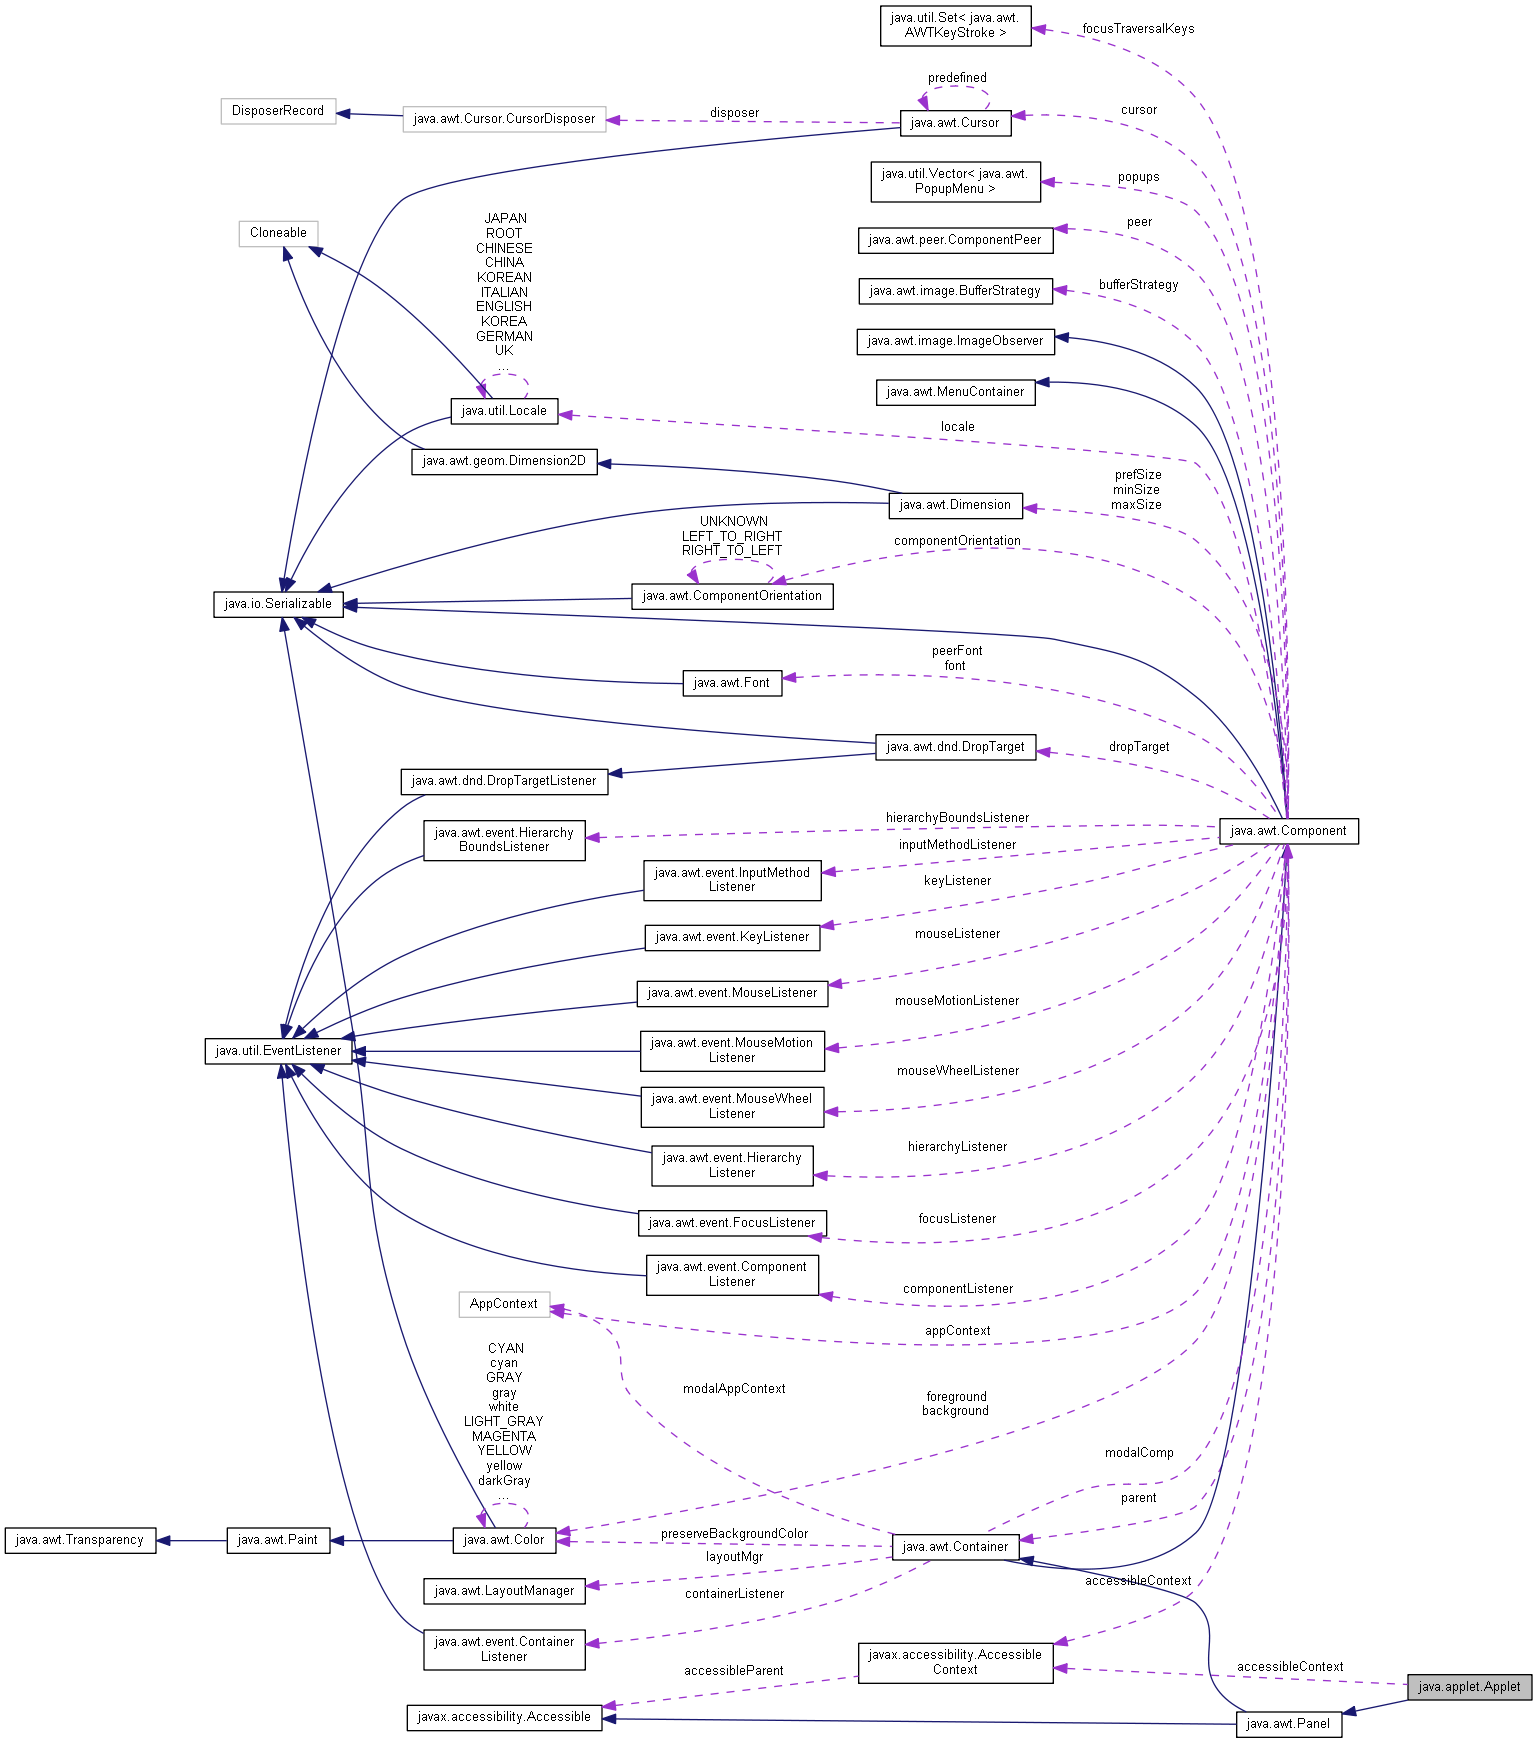 java.util.Set< java.awt.
AWTKeyStroke >
focusTraversalKeys
predefined
DisposerRecord
java.awt.Cursor.CursorDisposer
disposer
java.awt.Cursor
cursor
java.util.Vector< java.awt.
PopupMenu >
popups
Cloneable
JAPAN
ROOT
CHINESE
CHINA
KOREAN
ITALIAN
ENGLISH
KOREA
GERMAN
UK
...
java.awt.peer.ComponentPeer
peer
java.awt.image.BufferStrategy
bufferStrategy
java.awt.image.ImageObserver
java.awt.MenuContainer
java.util.Locale
locale
java.awt.geom.Dimension2D
java.awt.Dimension
prefSize
minSize
maxSize
UNKNOWN
LEFT_TO_RIGHT
RIGHT_TO_LEFT
componentOrientation
java.io.Serializable
java.awt.ComponentOrientation
peerFont
font
java.awt.Font
java.awt.dnd.DropTarget
dropTarget
java.awt.dnd.DropTargetListener
java.awt.event.Hierarchy
BoundsListener
hierarchyBoundsListener
java.awt.Component
inputMethodListener
java.awt.event.InputMethod
Listener
keyListener
java.awt.event.KeyListener
mouseListener
java.awt.event.MouseListener
mouseMotionListener
java.util.EventListener
java.awt.event.MouseMotion
Listener
mouseWheelListener
java.awt.event.MouseWheel
Listener
hierarchyListener
java.awt.event.Hierarchy
Listener
focusListener
java.awt.event.FocusListener
java.awt.event.Component
Listener
componentListener
AppContext
appContext
CYAN
cyan
GRAY
gray
white
LIGHT_GRAY
MAGENTA
YELLOW
yellow
darkGray
...
modalAppContext
foreground
background
modalComp
parent
java.awt.Transparency
java.awt.Paint
java.awt.Color
preserveBackgroundColor
java.awt.Container
layoutMgr
java.awt.LayoutManager
containerListener
accessibleContext
java.awt.event.Container
Listener
javax.accessibility.Accessible
Context
accessibleParent
accessibleContext
java.applet.Applet
javax.accessibility.Accessible
java.awt.Panel